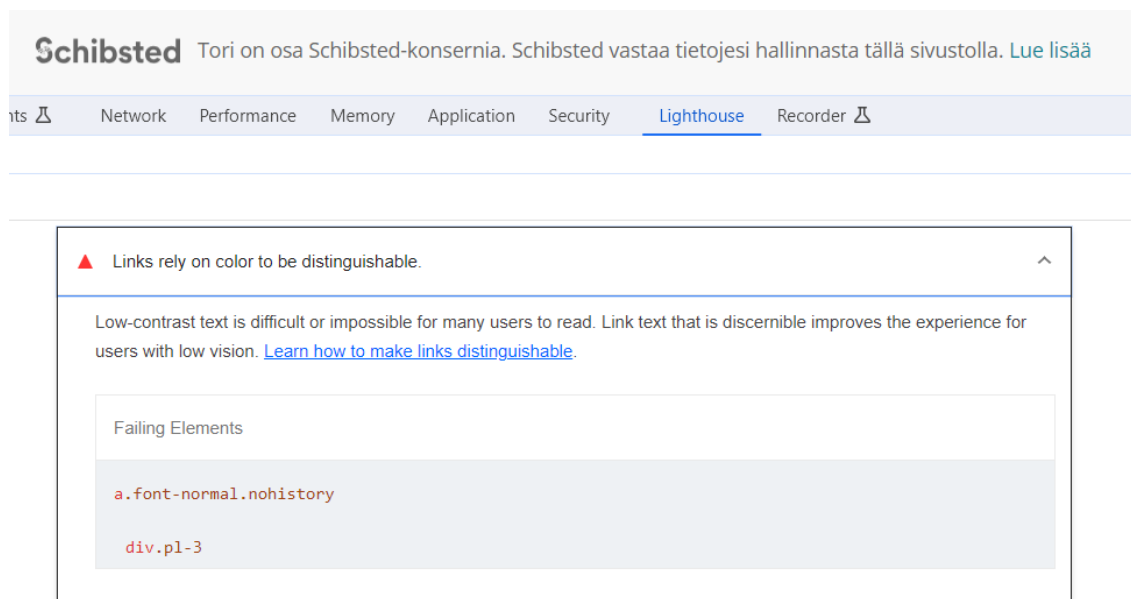 Schibsted Tori on osa Schibsted-konsernia. Schibsted vastaa tietojesi hallinnasta tällä sivustolla. Lue lisää
nts Network Performance Memory Application Security Lighthouse Recorder
Links rely on color to be distinguishable.
Low-contrast text is difficult or impossible for many users to read. Link text that is discernible improves the experience for
users with low vision. Learn how to make links distinguishable.
Failing Elements
a.font-normal.nohistory
div.pl-3